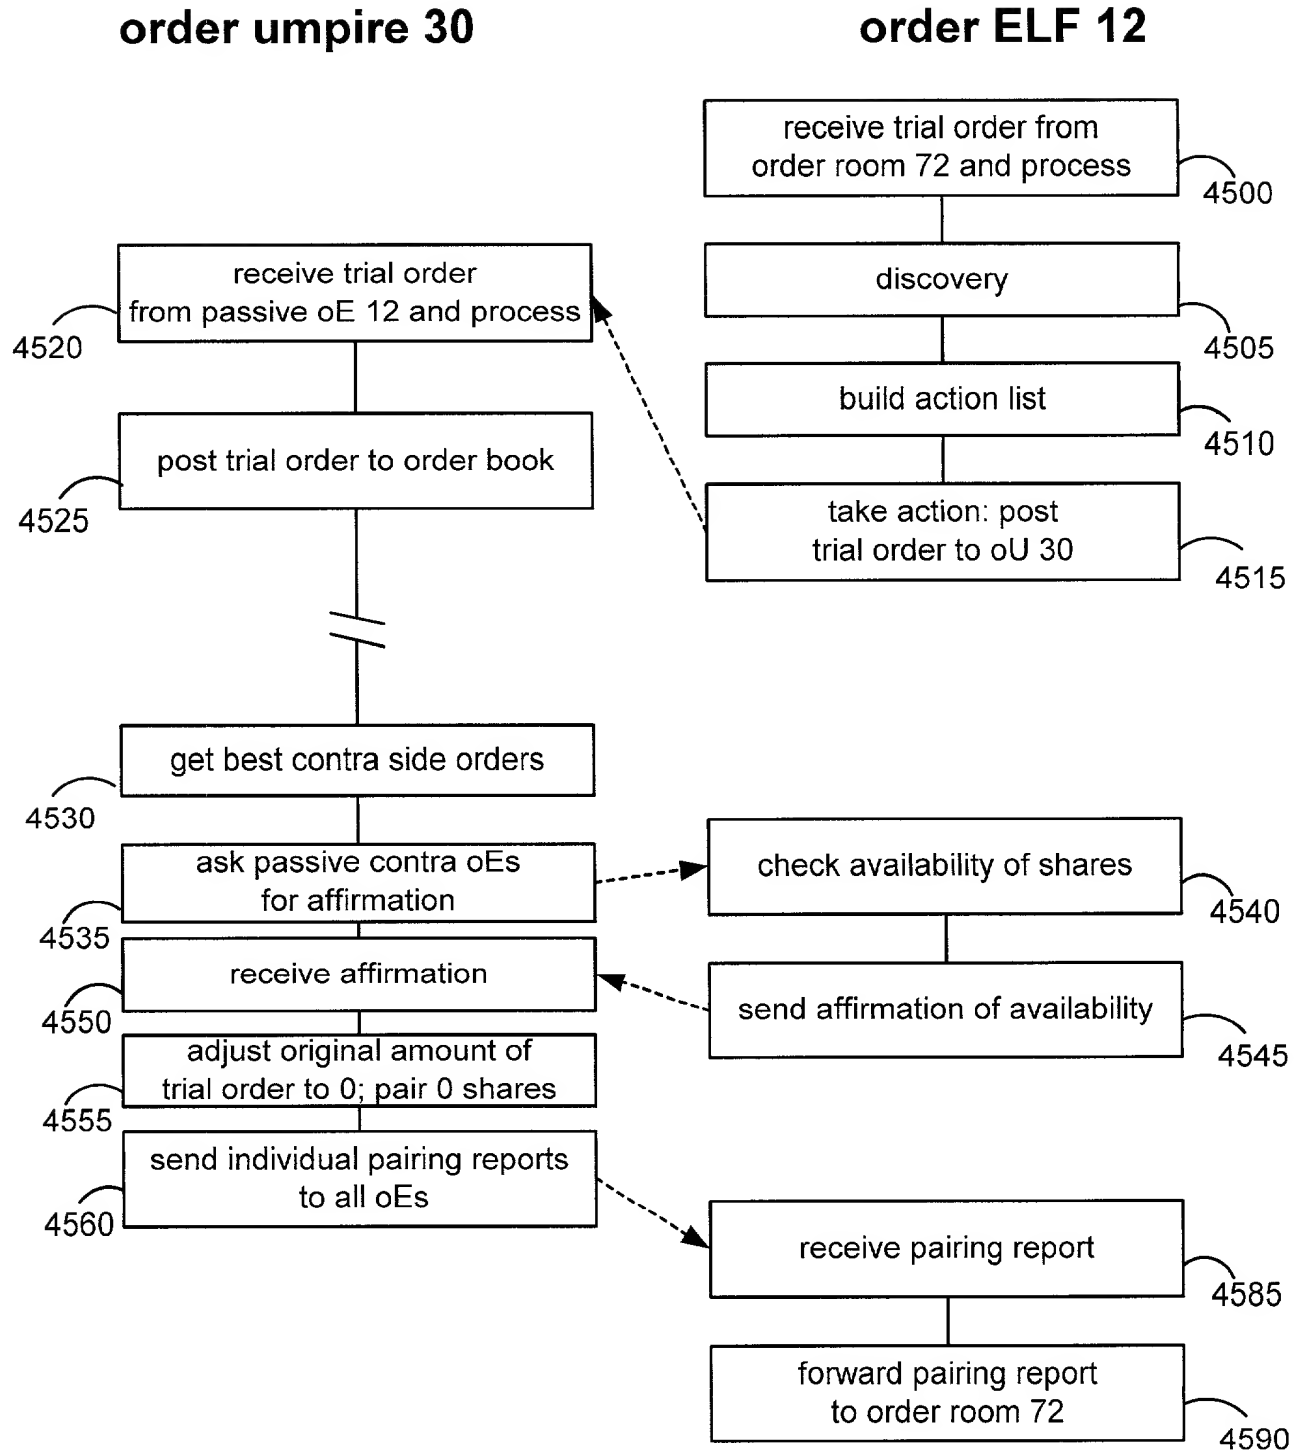 order umpire 30
order ELF 12
receive trial order from
order room 72 and process
4500
discovery
4505
build action list
4510
take action: post
trial order to oU 30
4515
receive trial order
from passive oE 12 and process
4520
post trial order to order book
4525
get best contra side orders
4530
ask passive contra oEs
for affirmation
4535
check availability of shares
4540
send affirmation of availability
4545
receive affirmation
4550
adjust original amount of
trial order to 0; pair 0 shares
4555
send individual pairing reports
to all oEs
4560
receive pairing report
4585
forward pairing report
to order room 72
4590